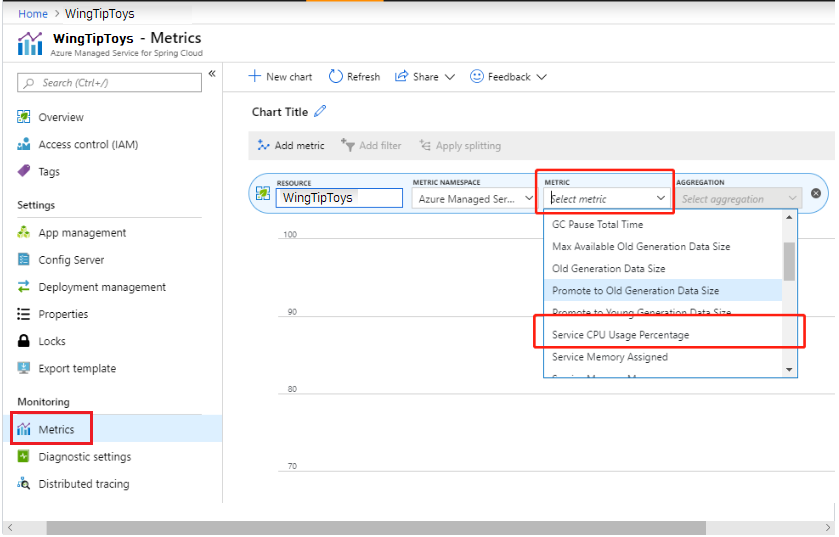 Home > WingTipToys
WingTipToys - Metrics
Azure Managed Service for Spring Cloud
Search (Ctrl+/)
«
Overview
Access control (IAM)
Tags
Settings
App management
Config Server
Deployment management
Properties
Locks
Export template
Monitoring
Metrics
Diagnostic settings
Distributed tracing
New chart Refresh Share Feedback
Chart Title
Add metric Add filter Apply splitting
RESOURCE METRIC NAMESPACE METRIC AGGREGATION
WingTipToys Azure Managed Ser... Select metric Select aggregation
GC Pause Total Time
Max Available Old Generation Data Size
Old Generation Data Size
Promote to Old Generation Data Size
Promote to Young Generation Data Size
Service CPU Usage Percentage
Service Memory Assigned
100
90
80
70